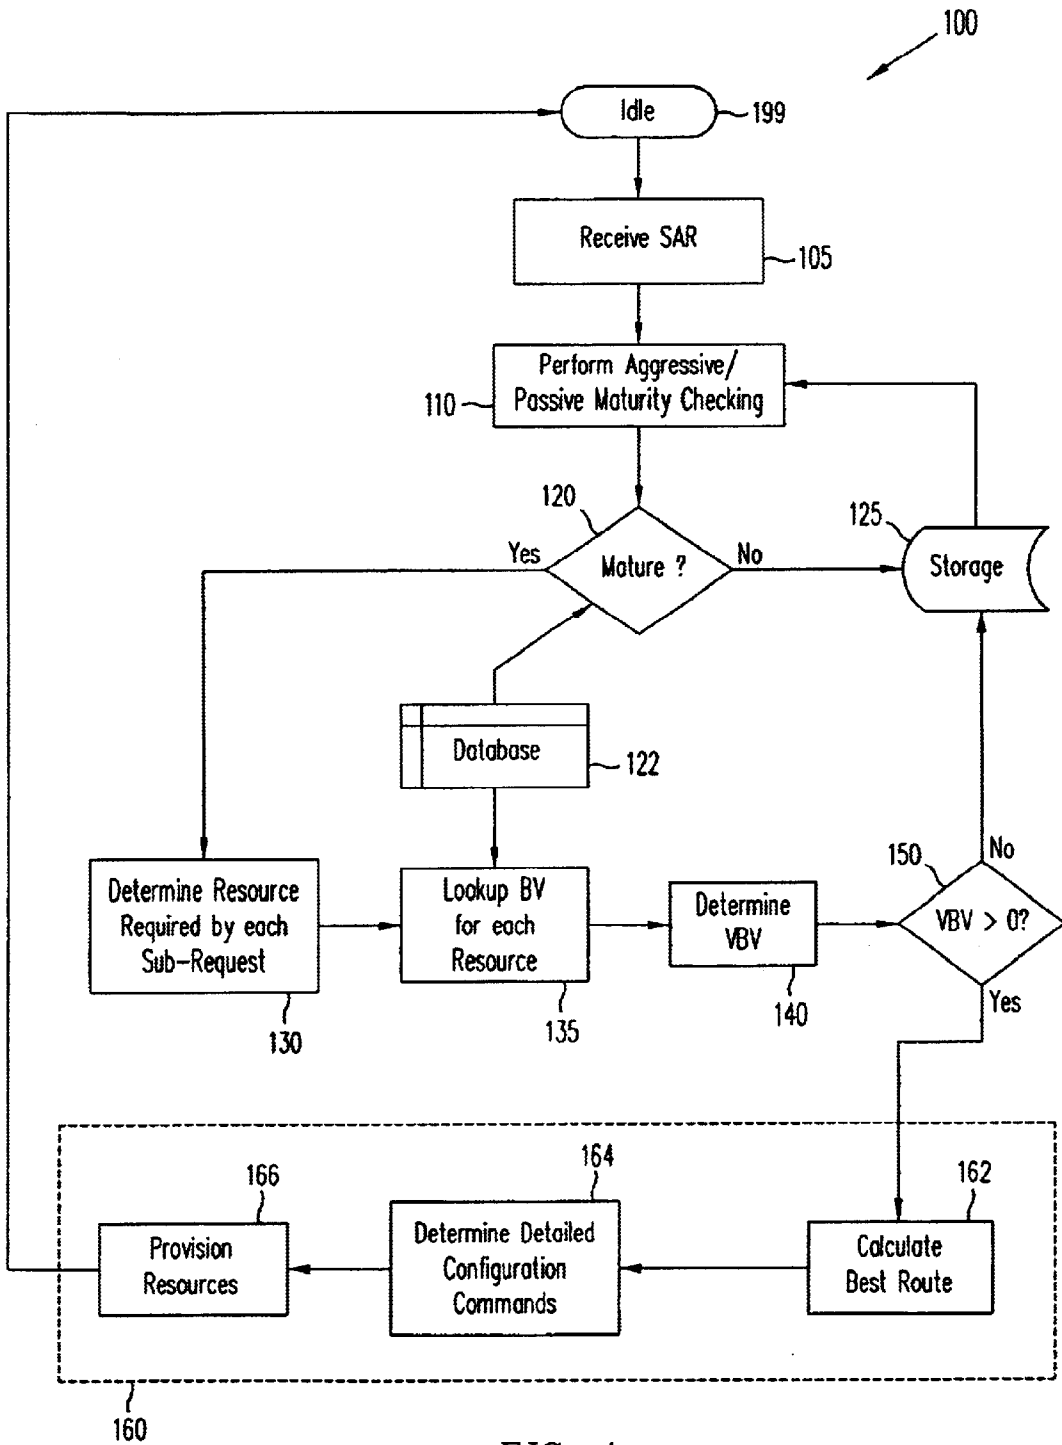 100
Idle
199
Receive SAR
105
Perform Aggressive/
Passive Maturity Checking
110
120
125
Yes
Mature ?
No
Storage
Database
122
150
No
Determine Resource
Required by each
Sub-Request
Lookup BV
for each
Resource
Determine
VBV
VBV > 0?
130
135
140
Yes
166
164
162
Provision
Resources
Determine Detailed
Configuration
Commands
Calculate
Best Route
160